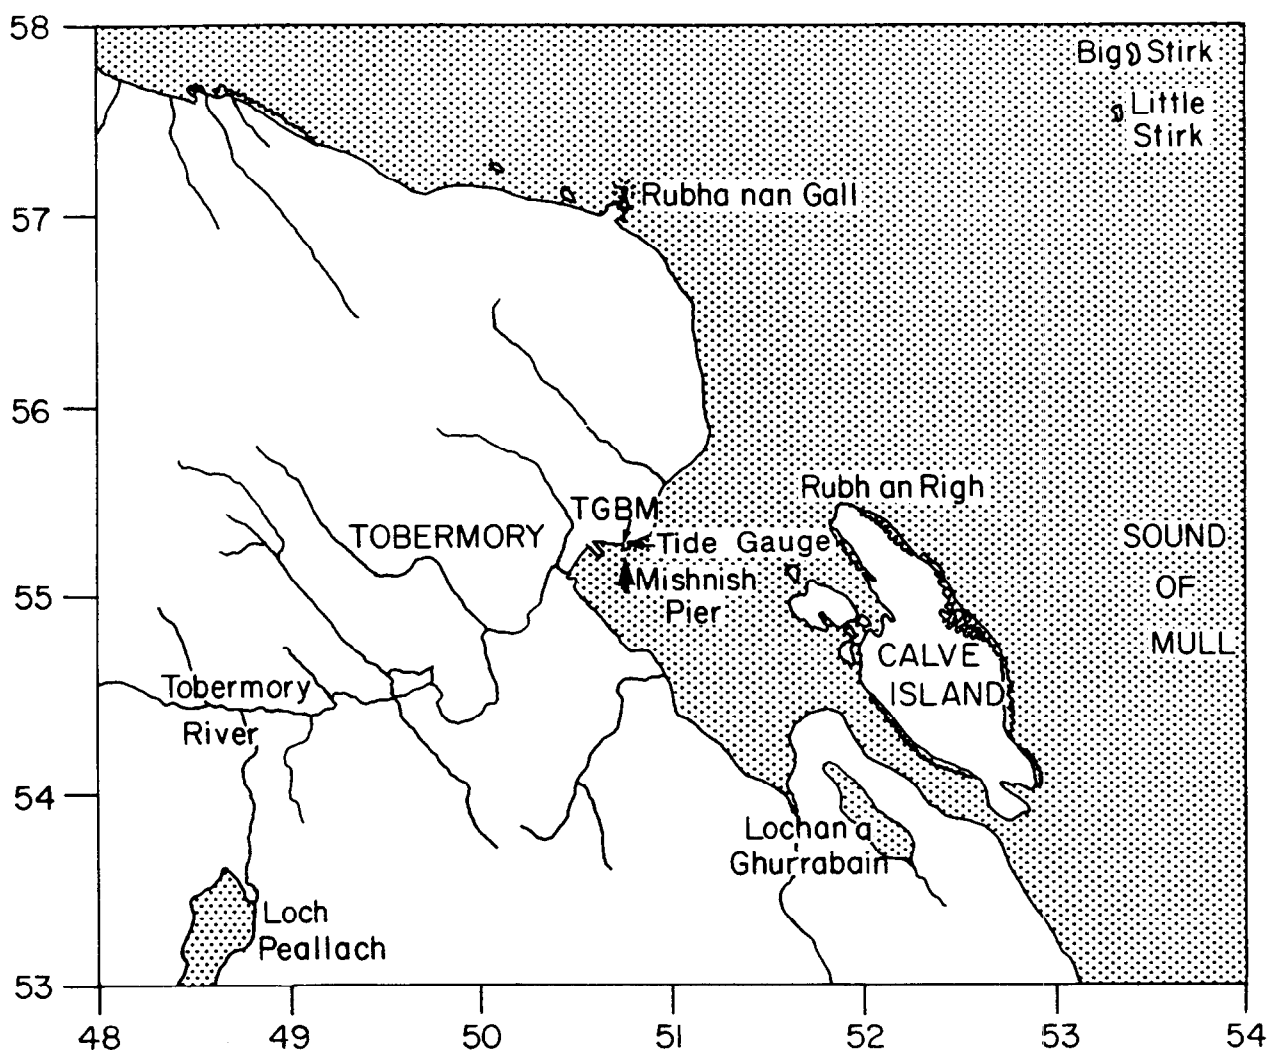 58
Big Stirk
Little
Stirk
Rubha nan Gall
57
56
Rubh an Righ
TGBM
TOBERMORY
Tide Gauge
SOUND
OF
MULL
Mishnish
Pier
55
CALVE
ISLAND
Tobermory
River
54
Lochan a
Ghurrabain
Loch
Peallach
53
48 49 50 51 52 53 54